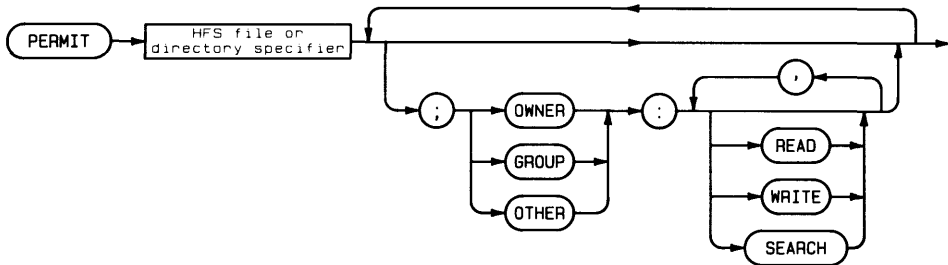 PERMIT
HFS file or
directory specifier
;
OWNER
GROUP
OTHER
:
,
READ
WRITE
SEARCH